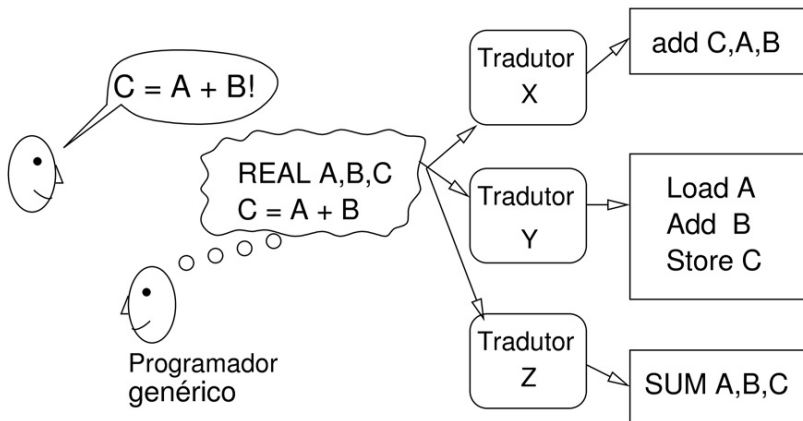 C = A + B!
REAL A,B,C
C = A + B
Programador
genérico
Tradutor
X
add C,A,B
Tradutor
Y
Load A
Add  B
Store C
Tradutor
Z
SUM A,B,C